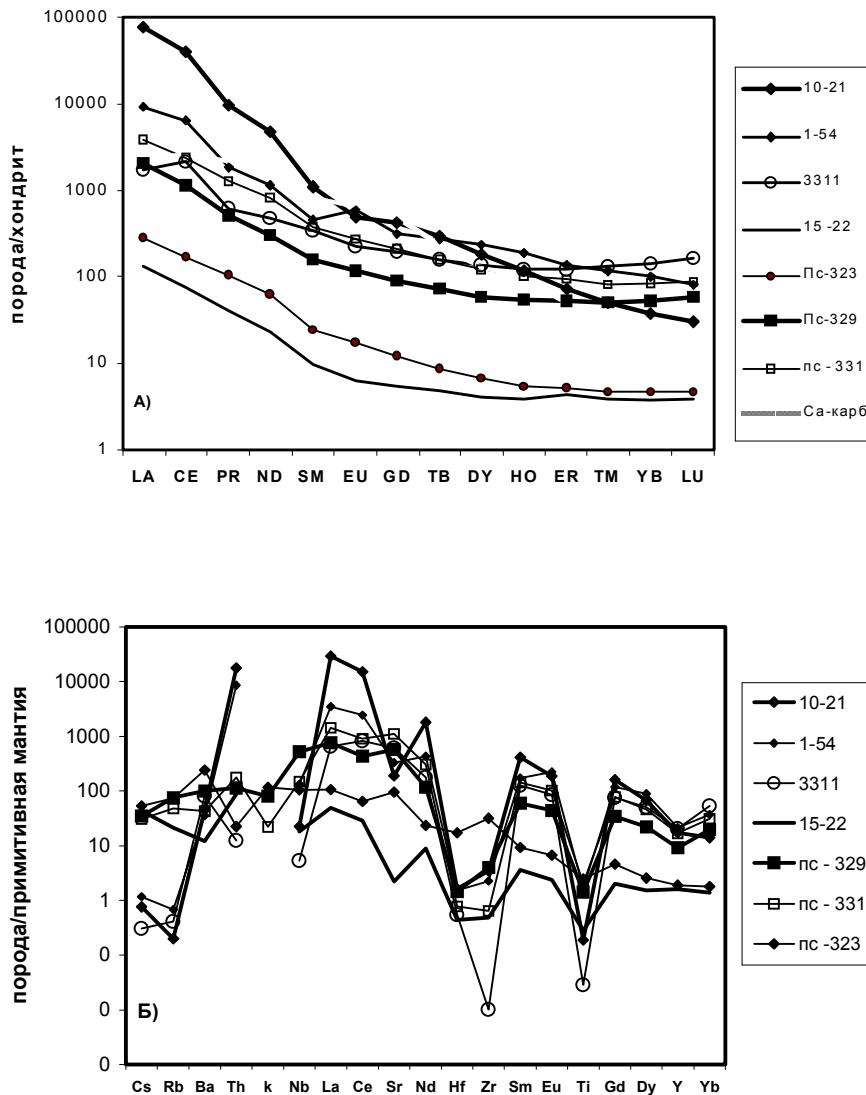 100000
10000
1000
100
10
1
порода/хондрит
А)
LA CE PR ND SM EU GD TB DY HO ER TM YB LU
10-21
1-54
3311
15 -22
Пс-323
Пс-329
пс - 331
Са-карб
100000
10000
1000
100
10
1
0
0
0
порода/примитивная мантия
Б)
Cs Rb Ba Th k Nb La Ce Sr Nd Hf Zr Sm Eu Ti Gd Dy Y Yb
10-21
1-54
3311
15-22
пс - 329
пс - 331
пс -323